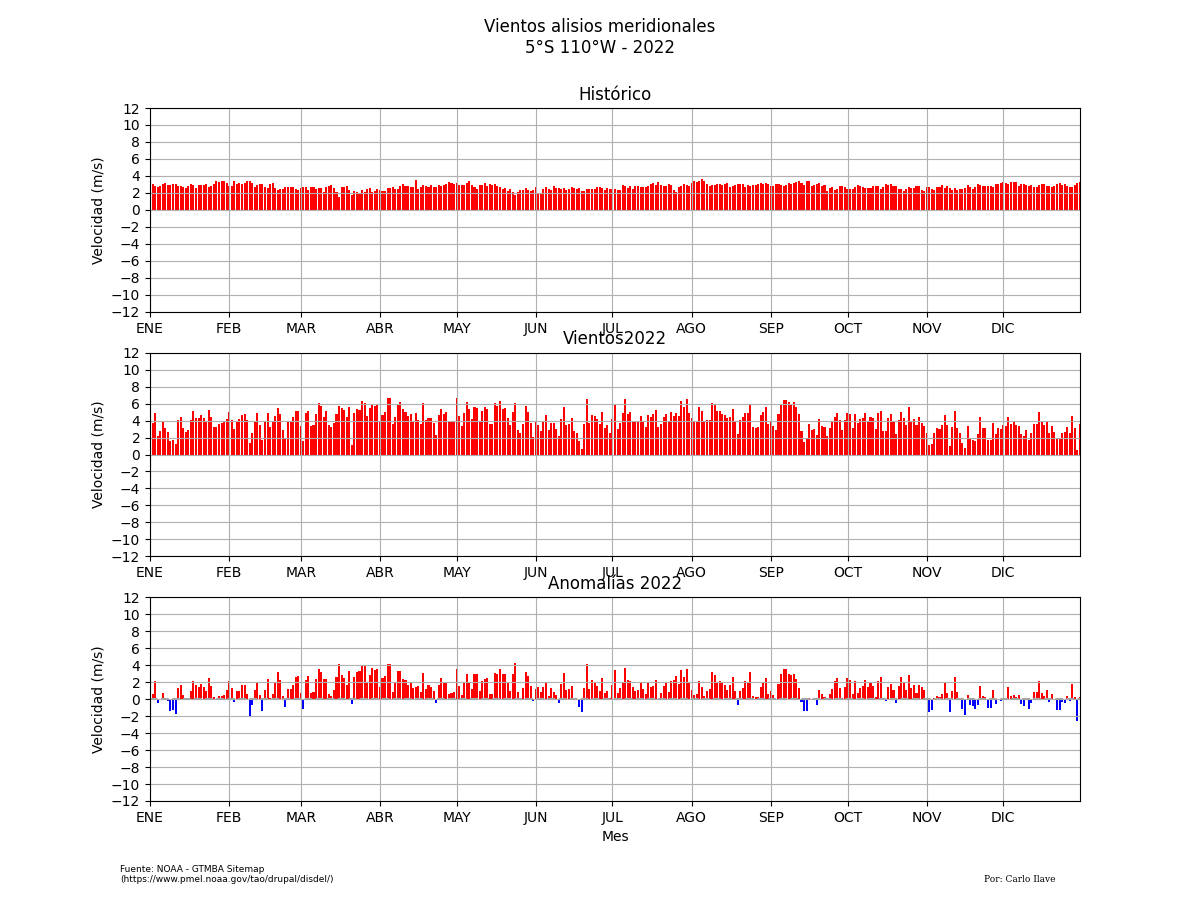 Vientos alisios meridionales
5°S 110°W - 2022
Histórico
Velocidad (m/s)
12
10
8
6
4
2
0
−2
−4
−6
−8
−10
−12
ENE FEB MAR ABR MAY JUN JUL AGO SEP OCT NOV DIC
Vientos2022
Velocidad (m/s)
12
10
8
6
4
2
0
−2
−4
−6
−8
−10
−12
ENE FEB MAR ABR MAY JUN JUL AGO SEP OCT NOV DIC
Anomalías 2022
Velocidad (m/s)
12
10
8
6
4
2
0
−2
−4
−6
−8
−10
−12
ENE FEB MAR ABR MAY JUN JUL AGO SEP OCT NOV DIC
Mes
Fuente: NOAA - GTMBA Sitemap
(https://www.pmel.noaa.gov/tao/drupal/disdel/)
Por: Carlo Ilave